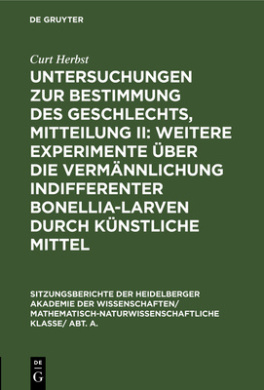 DE GRUYTER
Curt Herbst
UNTERSUCHUNGEN
ZUR BESTIMMUNG
DES GESCHLECHTS,
MITTEILUNG II: WEITERE
EXPERIMENTE ÜBER
DIE VERMÄNNLICHUNG
INDIFFERENTER
BONELLIA-LARVEN
DURCH KÜNSTLICHE
MITTEL
SITZUNGSBERICHTE DER HEIDELBERGER
AKADEMIE DER WISSENSCHAFTEN/
MATHEMATISCH-NATURWISSENSCHAFTLICHE
KLASSE/ ABT. A.
DE
G